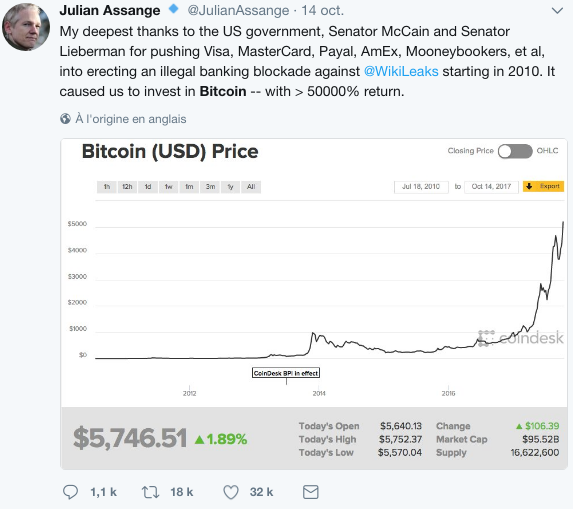 Julian Assange @JulianAssange · 14 oct.
My deepest thanks to the US government, Senator McCain and Senator
Lieberman for pushing Visa, MasterCard, Payal, AmEx, Mooneybookers, et al,
into erecting an illegal banking blockade against @WikiLeaks starting in 2010. It
caused us to invest in Bitcoin -- with > 50000% return.
À l'origine en anglais
Bitcoin (USD) Price
Closing Price OHLC
1h 12h 1d 1w 1m 3m 1y All
Jul 18, 2010 to Oct 14, 2017 Export
$5000
$4000
$3000
$2000
$1000
$0
coindesk
CoinDesk BPI in effect
2012 2014 2016
$5,746.51 ▲1.89%
Today's Open $5,640.13 Change ▲ $106.39
Today's High $5,752.37 Market Cap $95.52B
Today's Low $5,570.04 Supply 16,622,600
1,1 k 18 k 32 k